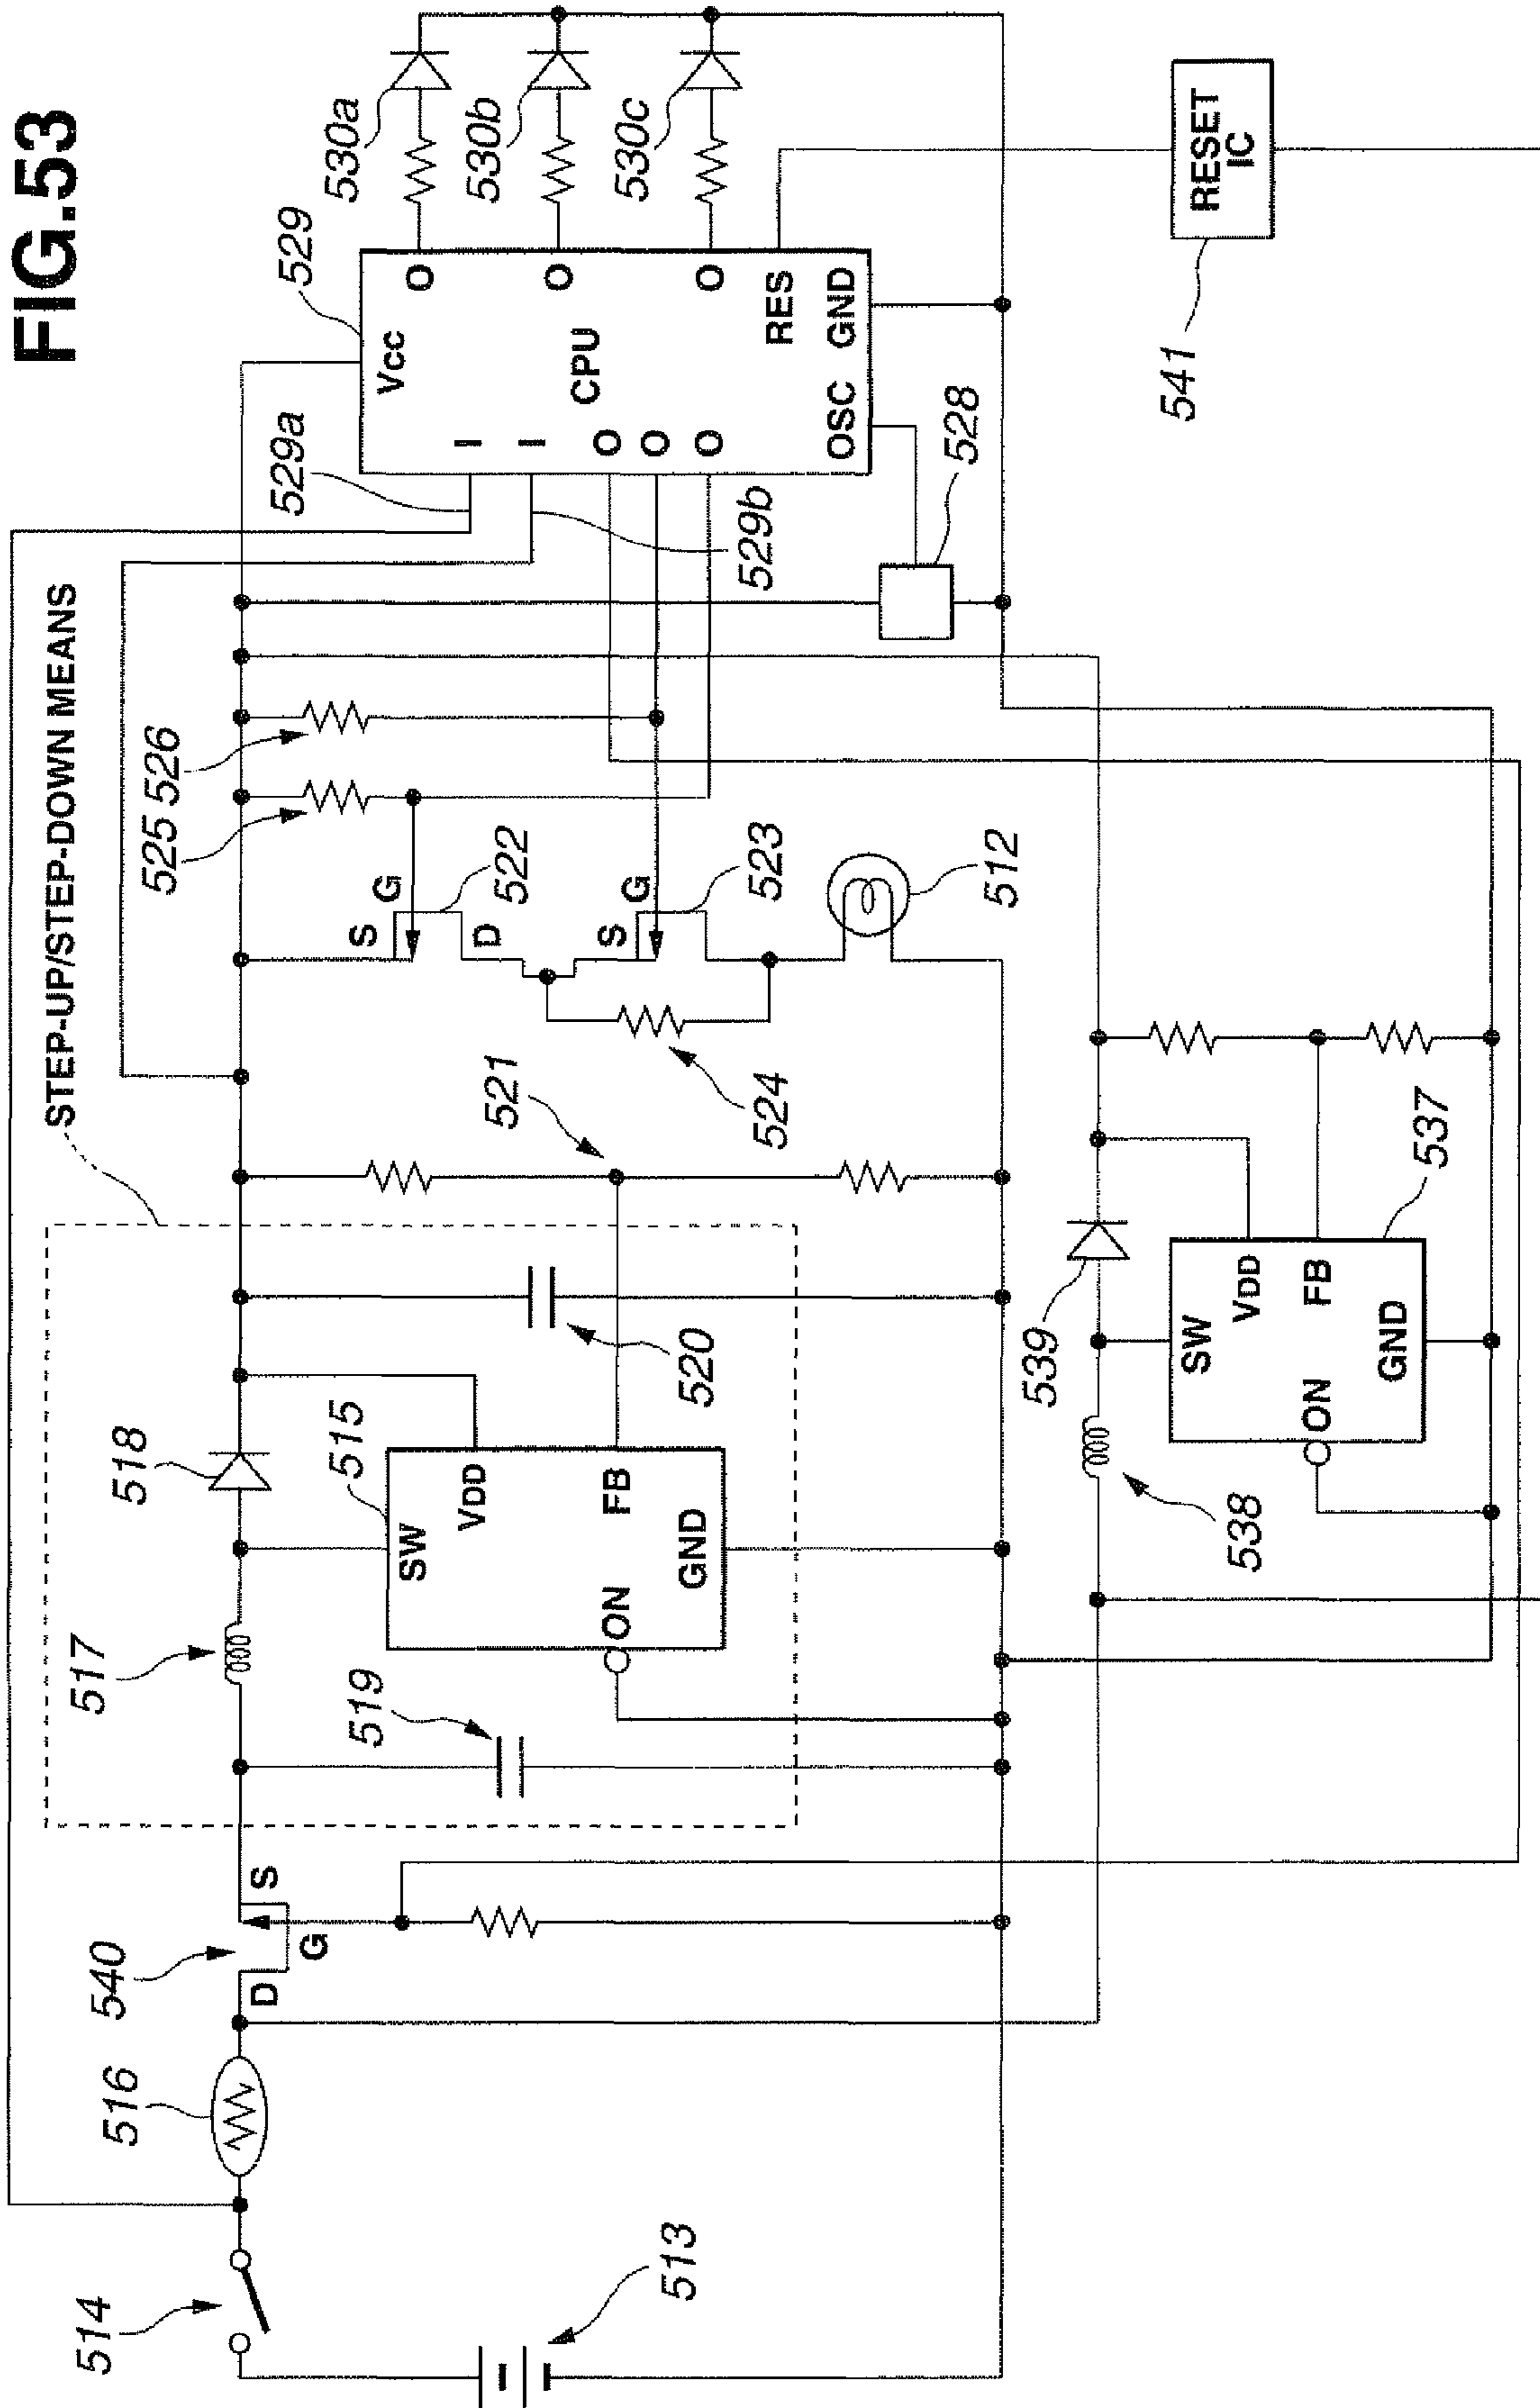 FIG.53
STEP-UP/STEP-DOWN MEANS
514
513
516
540
D
G
S
517
519
518
515
SW
VDD
ON
FB
GND
520
521
525
526
S
G
522
D
S
G
523
524
512
529a
529b
529
Vcc
I
I
CPU
O
O
O
O
O
O
RES
OSC
GND
528
530a
530b
530c
538
539
SW
VDD
ON
FB
GND
537
541
RESET
IC